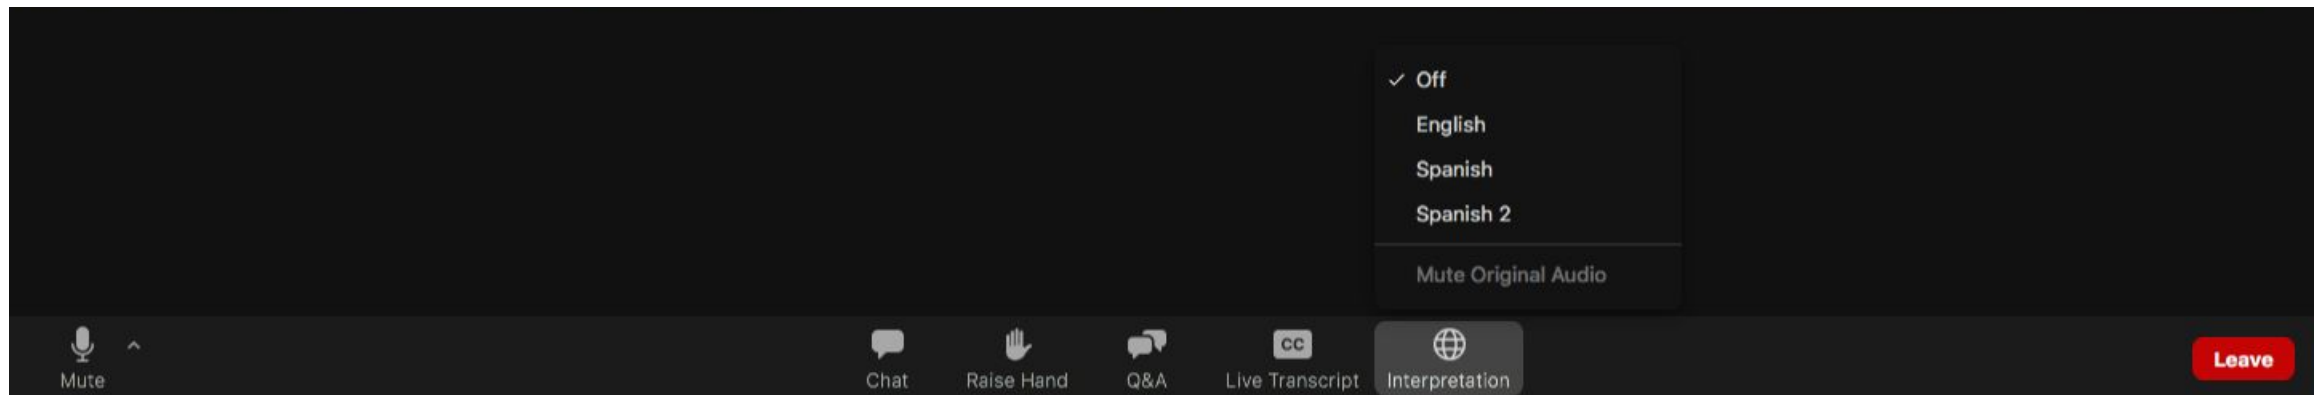 Off
English
Spanish
Spanish 2
Mute Original Audio
Mute
Chat
Raise Hand
Q&A
CC
Live Transcript
Interpretation
Leave